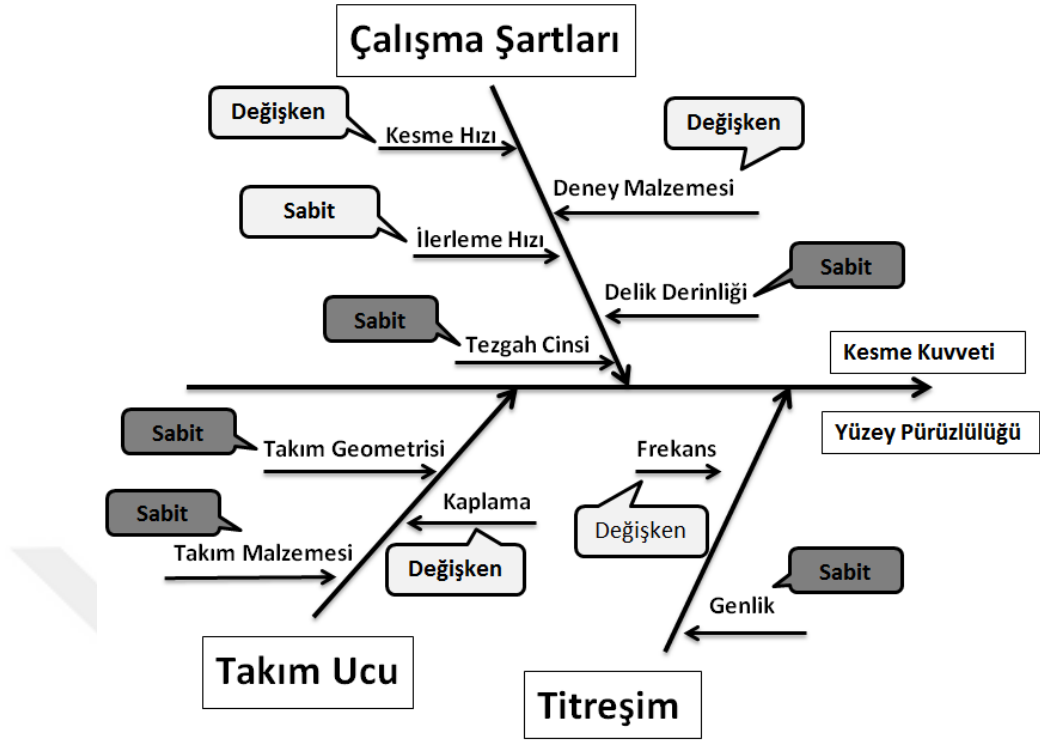 Çalışma Şartları
Değişken
Kesme Hızı
Değişken
Deney Malzemesi
Sabit
İlerleme Hızı
Sabit
Delik Derinliği
Sabit
Tezgah Cinsi
Kesme Kuvveti
Yüzey Pürüzlülüğü
Sabit
Takım Geometrisi
Frekans
Kaplama
Değişken
Sabit
Takım Malzemesi
Değişken
Sabit
Genlik
Takım Ucu
Titreşim